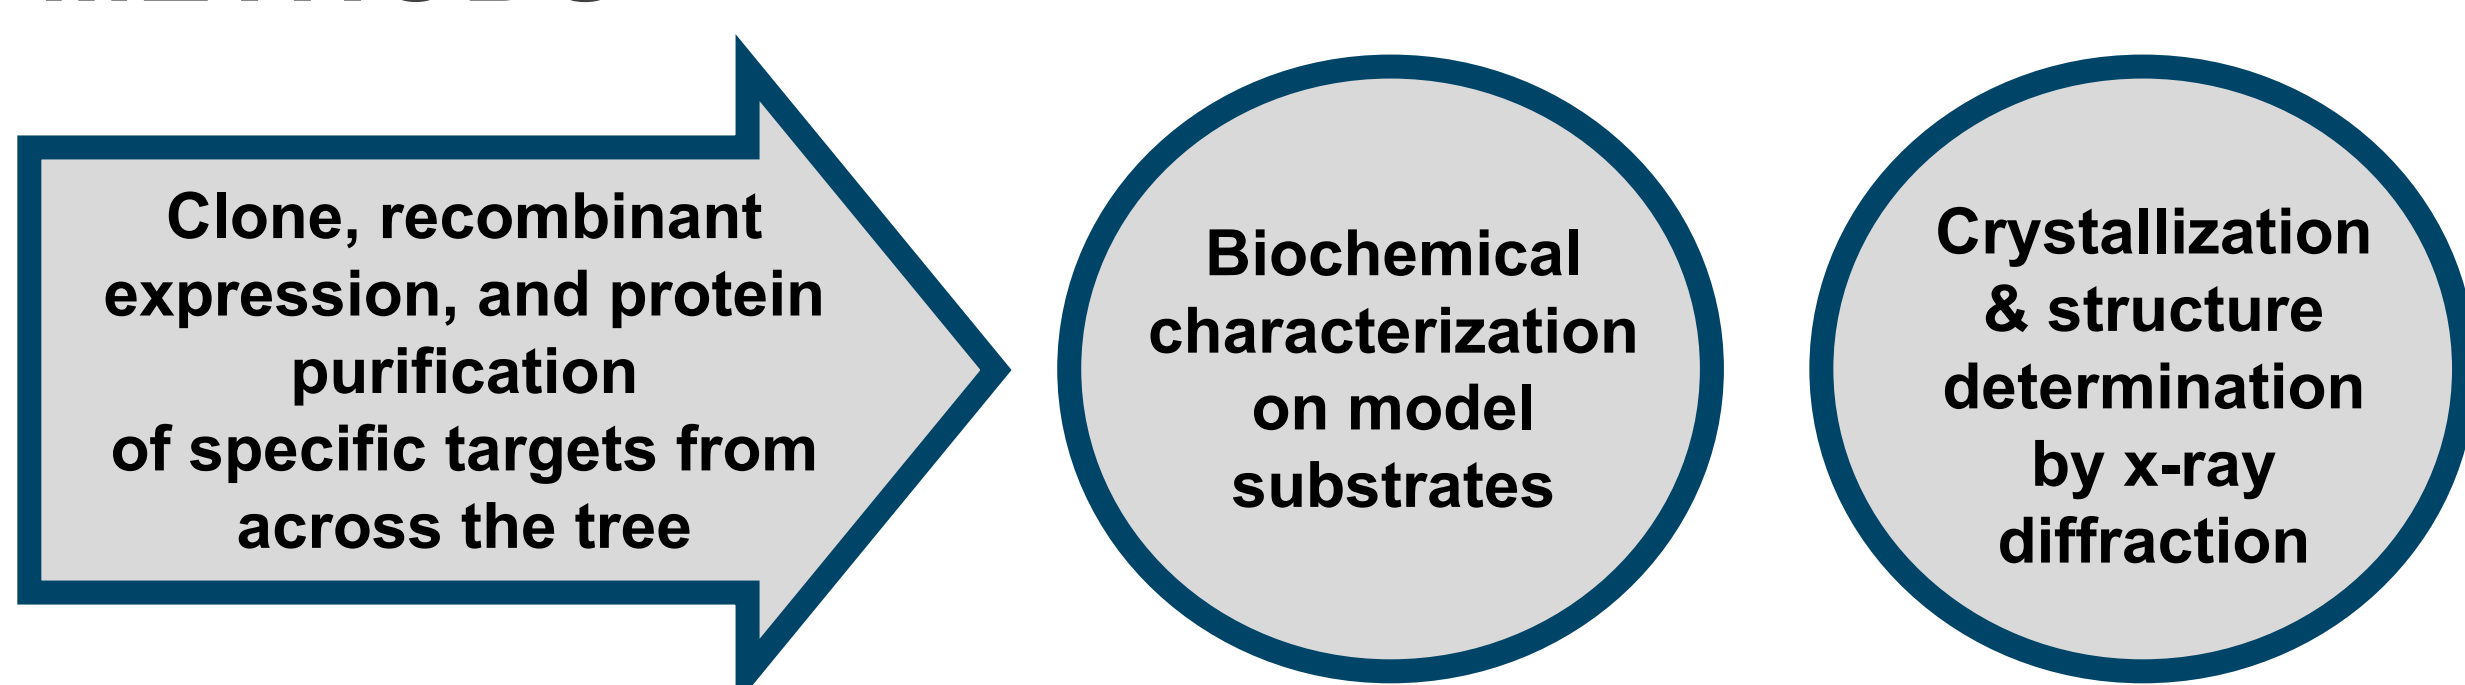 Clone, recombinant
expression, and protein
purification
of specific targets from
across the tree
Biochemical
characterization
on model
substrates
Crystallization
& structure
determination
by x-ray
diffraction